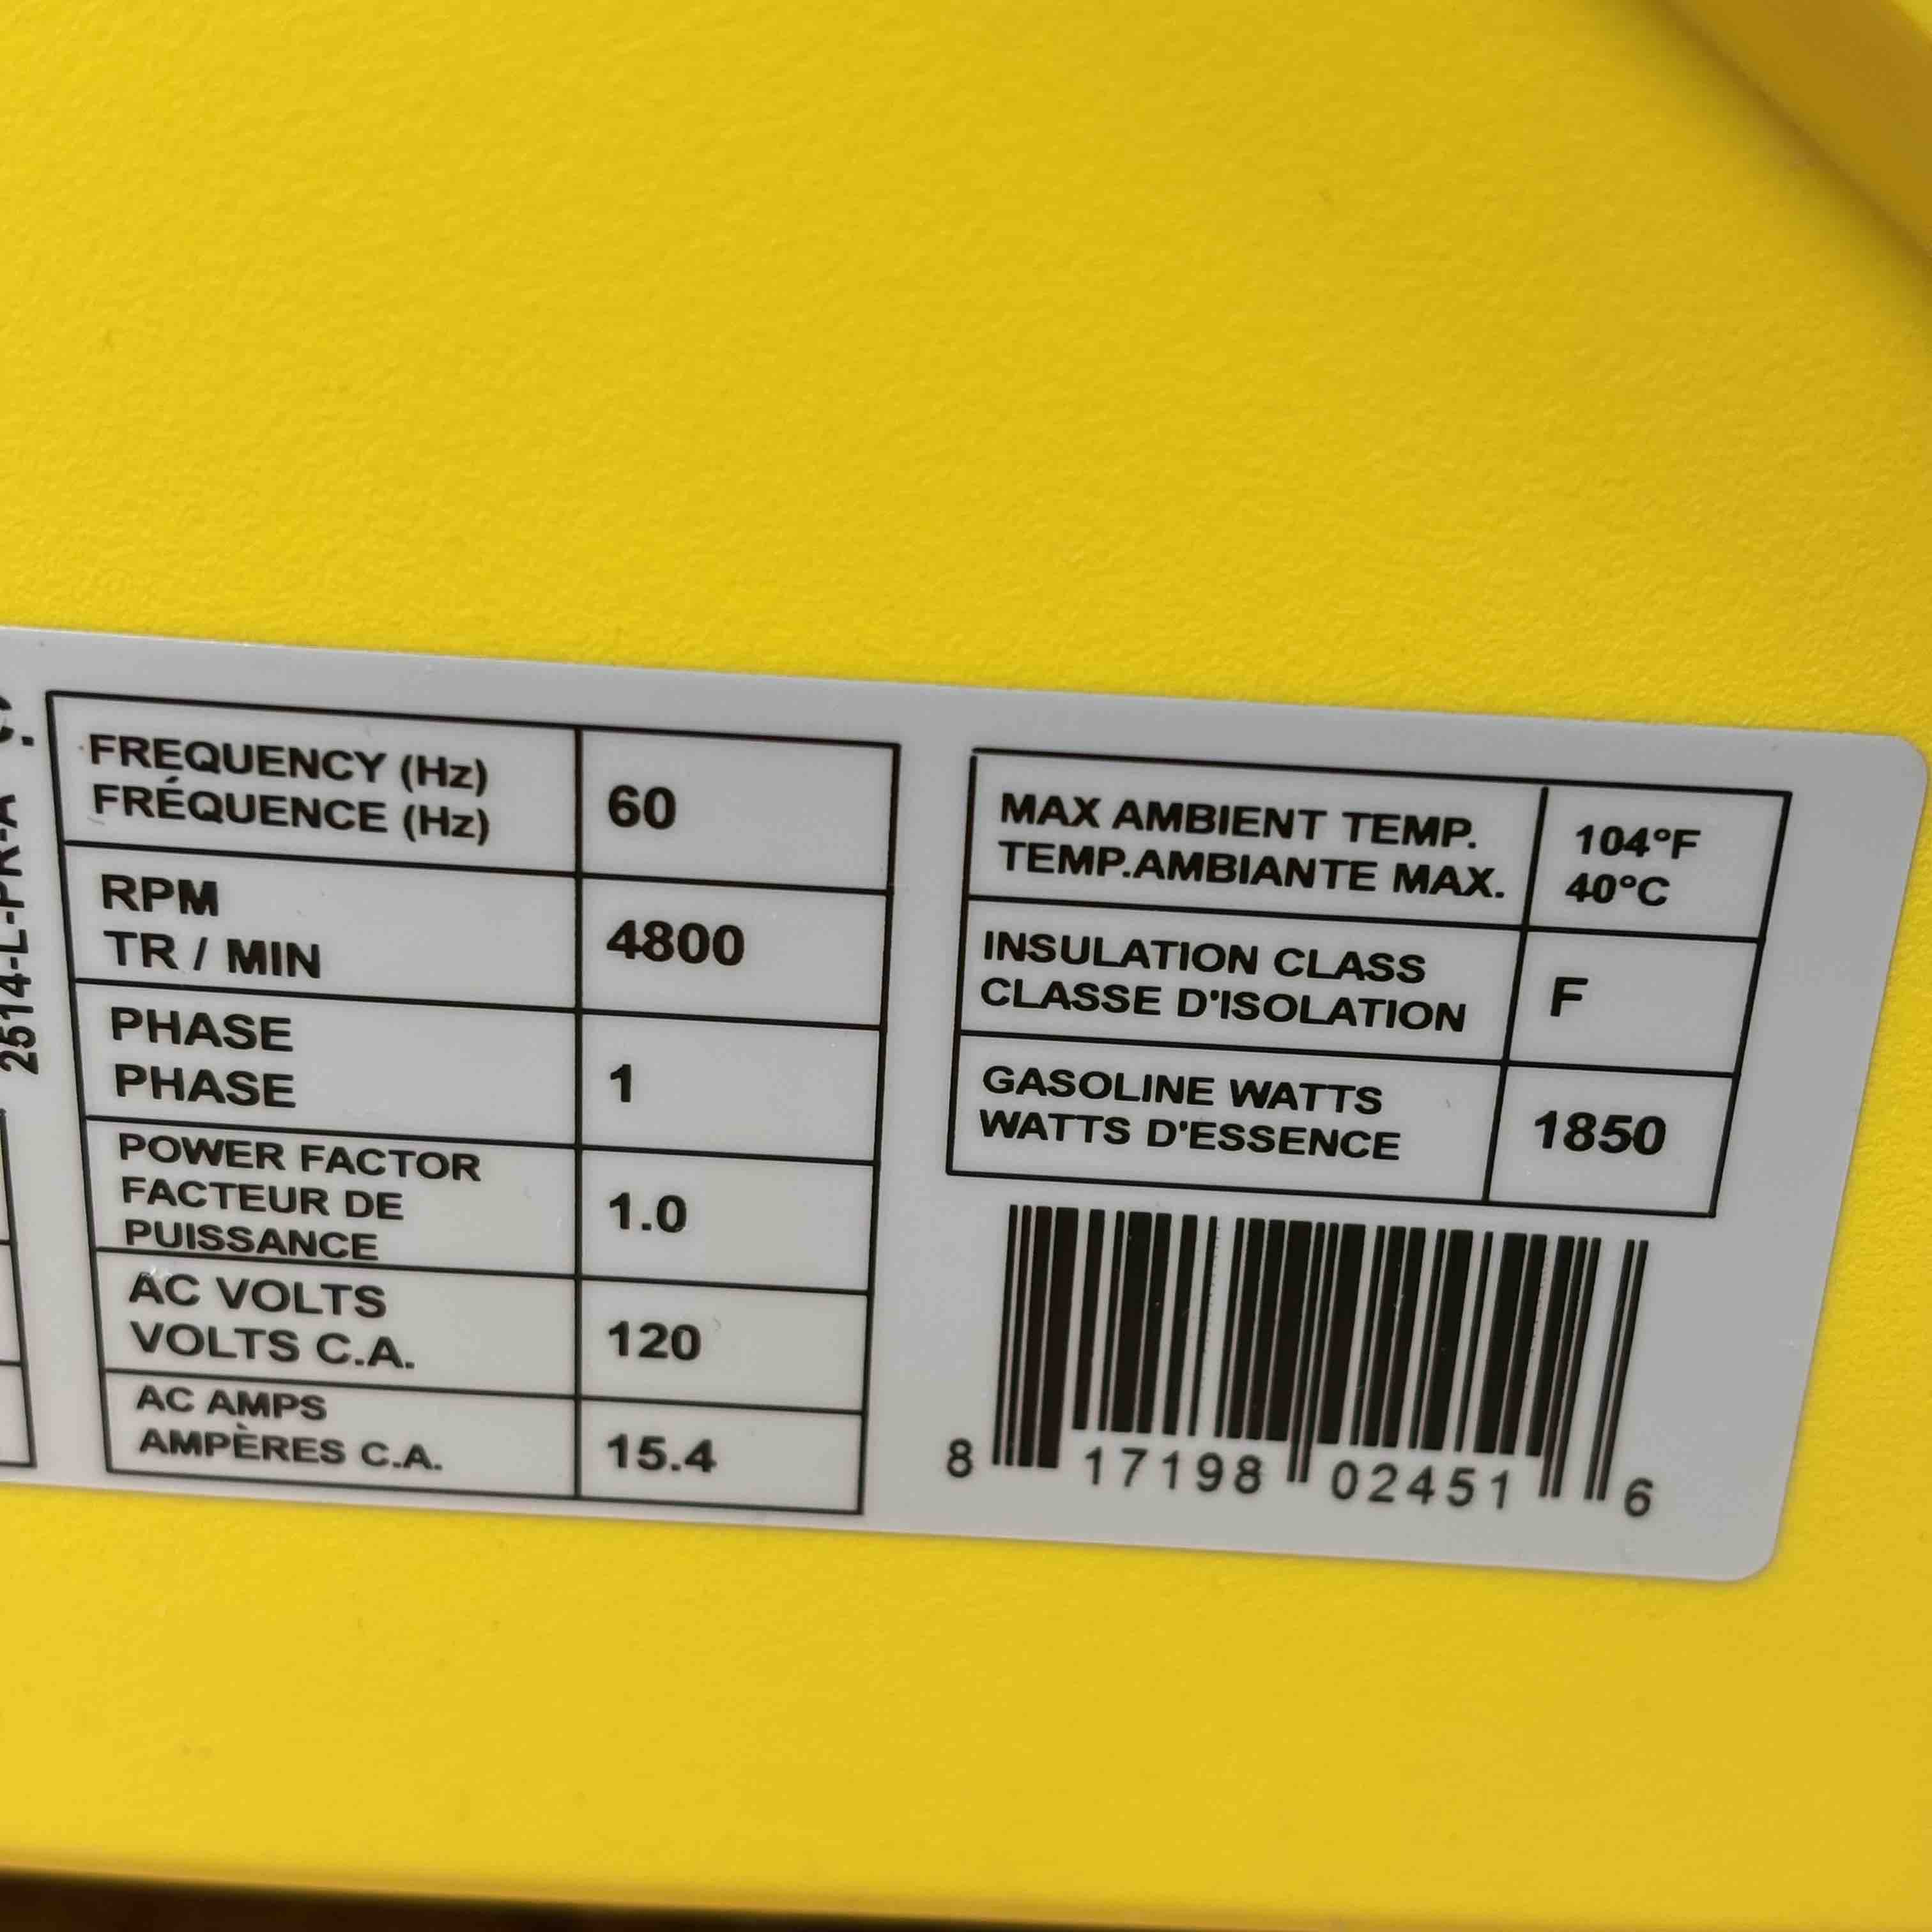 2514-L-PR-A
FREQUENCY (Hz)
FRÉQUENCE (Hz)
60
RPM
TR / MIN
4800
PHASE
PHASE
1
POWER FACTOR
FACTEUR DE
PUISSANCE
1.0
AC VOLTS
VOLTS C.A.
120
AC AMPS
AMPÈRES C.A.
15.4
MAX AMBIENT TEMP.
TEMP.AMBIANTE MAX.
104°F
40°C
INSULATION CLASS
CLASSE D'ISOLATION
F
GASOLINE WATTS
WATTS D'ESSENCE
1850
8 17198 02451 6